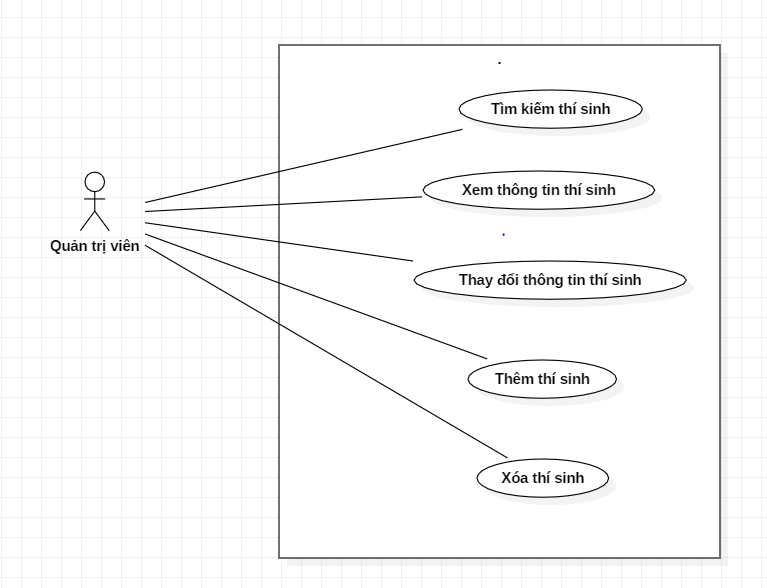 Tìm kiếm thí sinh
Xem thông tin thí sinh
Quản trị viên
Thay đổi thông tin thí sinh
Thêm thí sinh
Xóa thí sinh